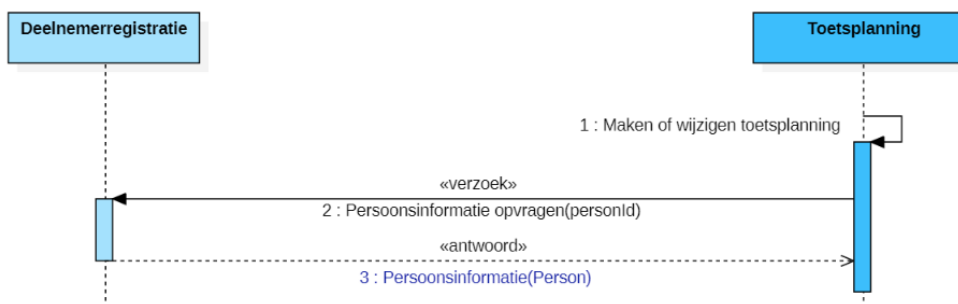 Deelnemerregistratie
Toetsplanning
1 : Maken of wijzigen toetsplanning
«verzoek»
2 : Persoonsinformatie opvragen(personId)
«antwoord»
3 : Persoonsinformatie(Person)